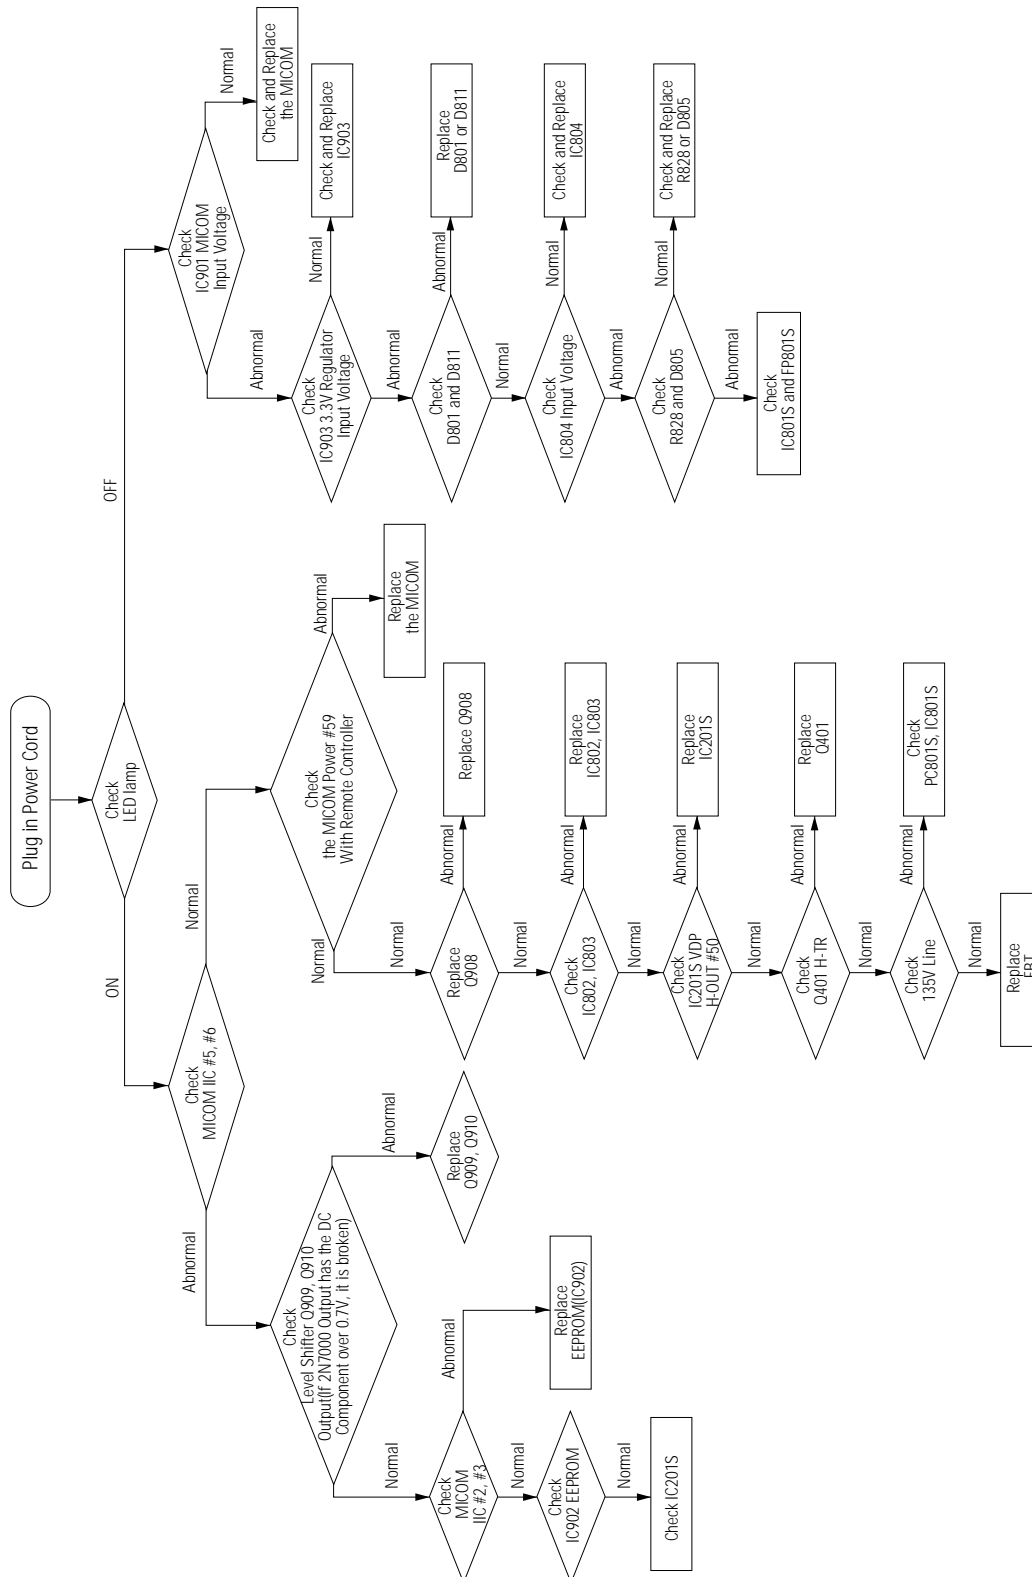 Plug in Power Cord
Check
LED lamp
ON
OFF
Check
MICOM IIC #5, #6
Abnormal
Normal
Check
Level Shifter Q909, Q910
Output(If 2N7000 Output has the DC
Component over 0.7V, it is broken)
Normal
Abnormal
Check
MICOM
IIC #2, #3
Abnormal
Replace
EEPROM(IC902)
Normal
Check
IC902 EEPROM
Normal
Check IC201S
Replace
Q909, Q910
Check
the MICOM Power #59
With Remote Controller
Normal
Abnormal
Replace
the MICOM
Normal
Replace
Q908
Abnormal
Replace Q908
Normal
Check
IC802, IC803
Abnormal
Replace
IC802, IC803
Normal
Check
IC201S VDP
H-OUT #50
Abnormal
Replace
IC201S
Normal
Check
Q401 H-TR
Abnormal
Replace
Q401
Normal
Check
135V Line
Abnormal
Check
PC801S, IC801S
Normal
Replace
FBT
Check
IC901 MICOM
Input Voltage
Normal
Check and Replace
the MICOM
Abnormal
Check
IC903 3.3V Regulator
Input Voltage
Normal
Check and Replace
IC903
Abnormal
Check
D801 and D811
Abnormal
Replace
D801 or D811
Normal
Check
IC804 Input Voltage
Normal
Check and Replace
IC804
Abnormal
Check
R828 and D805
Normal
Check and Replace
R828 or D805
Abnormal
Check
IC801S and FP801S